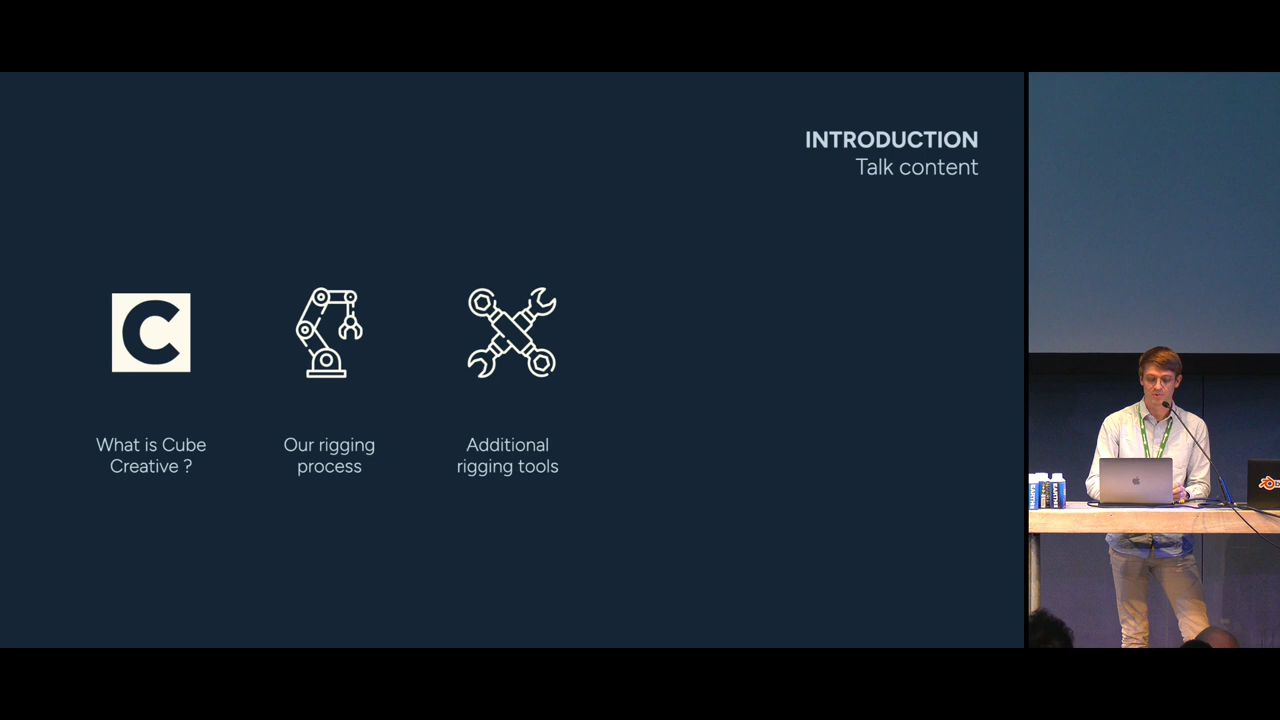 INTRODUCTION
Talk content
C
What is Cube
Creative ?
Our rigging
process
Additional
rigging tools